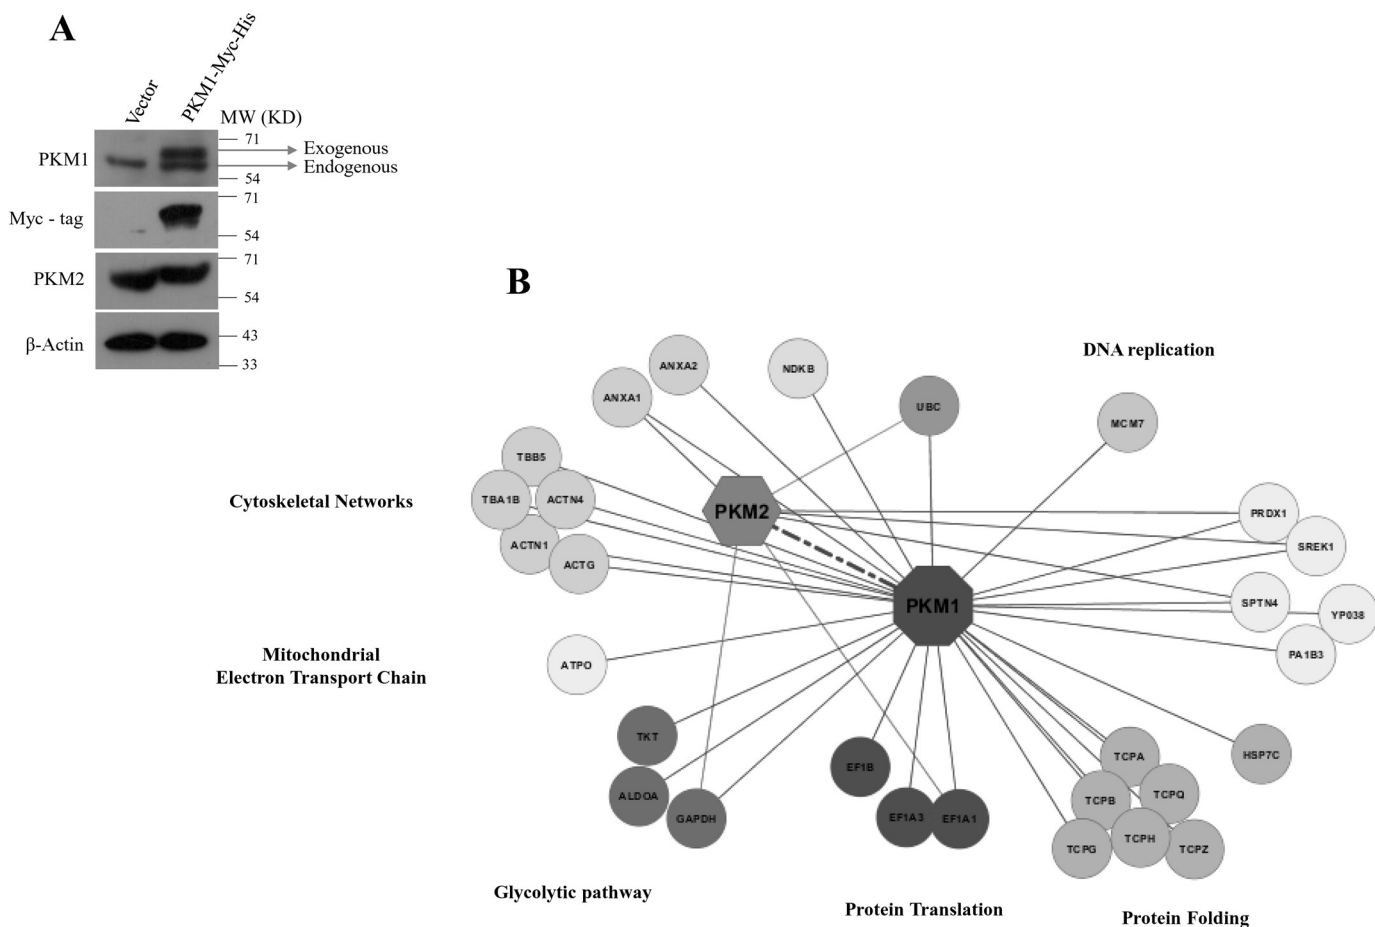 A
Vector
PKM1-Myc-His
MW (KD)
PKM1
71
Exogenous
Endogenous
54
Myc - tag
71
54
PKM2
71
54
β-Actin
43
33
B
DNA replication
ANXA2
NDKB
ANXA1
UBC
MCM7
TBB5
Cytoskeletal Networks
TBA1B
ACTN4
PKM2
PRDX1
ACTN1
SREK1
ACTG
PKM1
SPTN4
YP038
Mitochondrial
Electron Transport Chain
ATPO
PA1B3
TKT
EF1B
TCPA
HSP7C
ALDOA
TCPB
TCPQ
GAPDH
EF1A3
EF1A1
TCPG
TCPH
TCPZ
Glycolytic pathway
Protein Translation
Protein Folding